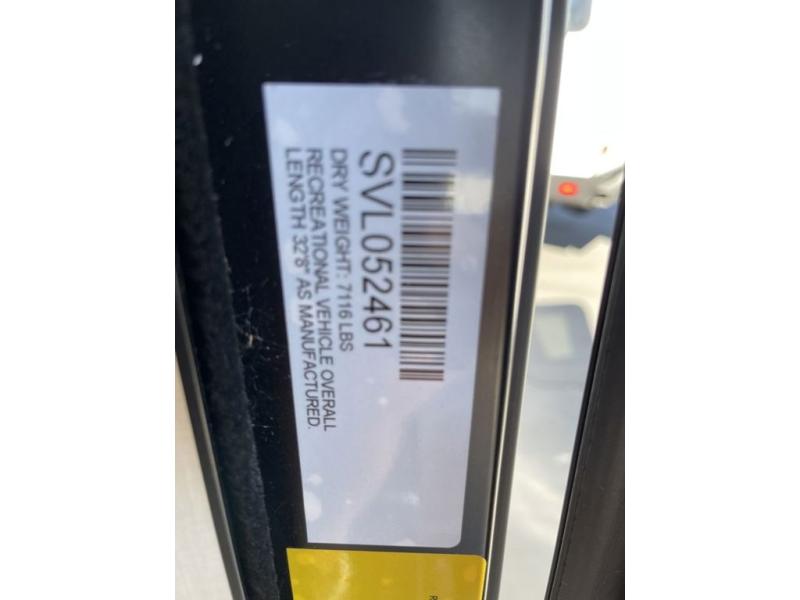 SVL052461
DRY WEIGHT: 7116 LBS
RECREATIONAL VEHICLE OVERALL
LENGTH 32'8" AS MANUFACTURED.
R